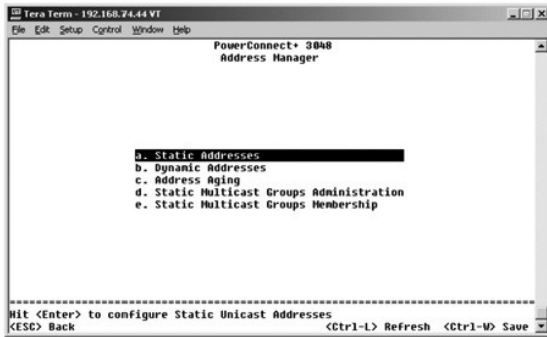 Tera Term - 192.168.74.44 VT
File Edit Setup Control Window Help
PowerConnect+ 3048
Address Manager
a. Static Addresses
b. Dynamic Addresses
c. Address Aging
d. Static Multicast Groups Administration
e. Static Multicast Groups Membership
Hit <Enter> to configure Static Unicast Addresses
<ESC> Back <Ctrl-L> Refresh <Ctrl-W> Save